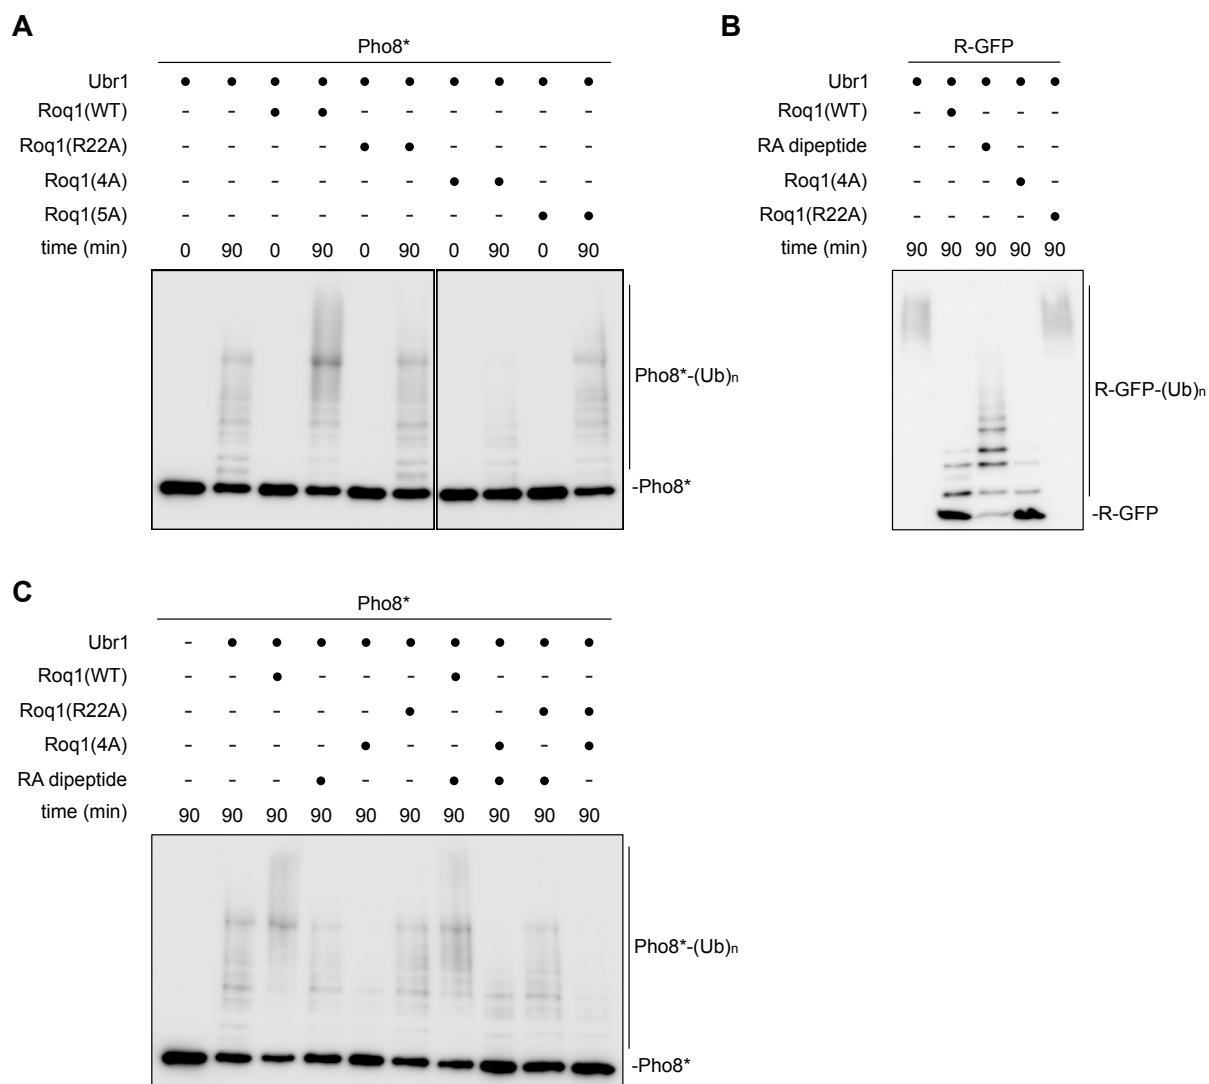 A
Pho8*
Ubr1 ● ● ● ● ● ● ● ● ● ●
Roq1(WT) - - ● ● - - - - - -
Roq1(R22A) - - - - ● ● - - - -
Roq1(4A) - - - - - - ● ● - -
Roq1(5A) - - - - - - - - ● ●
time (min) 0 90 0 90 0 90 0 90 0 90
Pho8*-(Ub)n
-Pho8*
B
R-GFP
Ubr1 ● ● ● ● ●
Roq1(WT) - ● - - -
RA dipeptide - - ● - -
Roq1(4A) - - - ● -
Roq1(R22A) - - - - ●
time (min) 90 90 90 90 90
R-GFP-(Ub)n
-R-GFP
C
Pho8*
Ubr1 - ● ● ● ● ● ● ● ● ●
Roq1(WT) - - ● - - - ● - - -
Roq1(R22A) - - - - - ● - - ● ●
Roq1(4A) - - - - ● - - ● - ●
RA dipeptide - - - ● - - ● ● ● -
time (min) 90 90 90 90 90 90 90 90 90 90
Pho8*-(Ub)n
-Pho8*